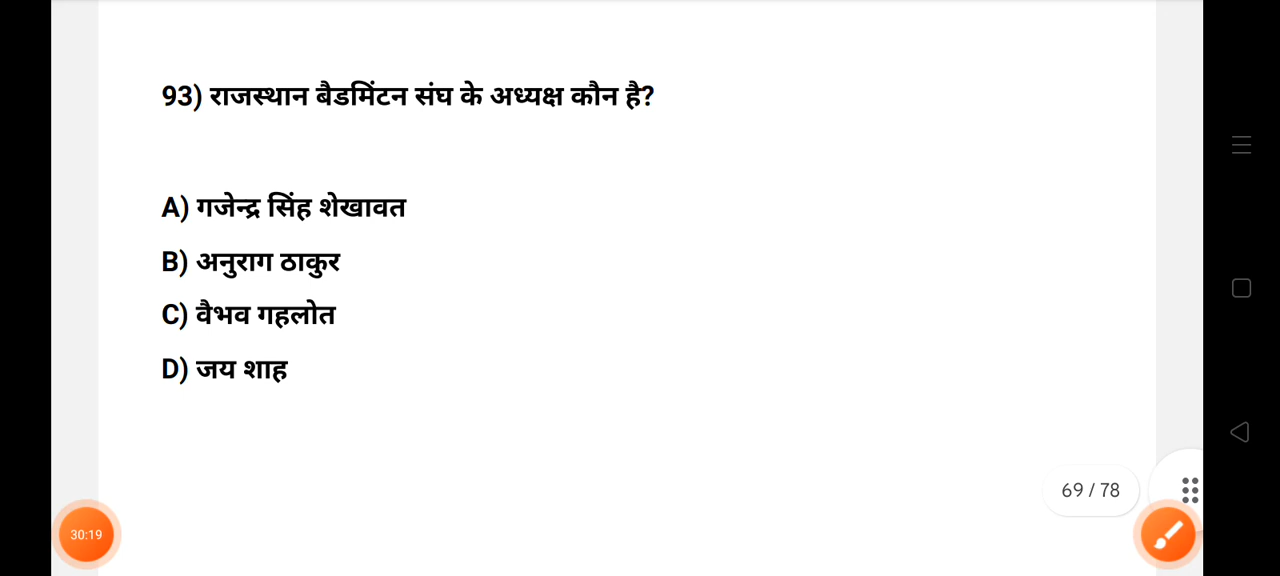 93) राजस्थान बैडमिंटन संघ के अध्यक्ष कौन है?
A) गजेन्द्र सिंह शेखावत
B) अनुराग ठाकुर
C) वैभव गहलोत
D) जय शाह
69 / 78
30:19